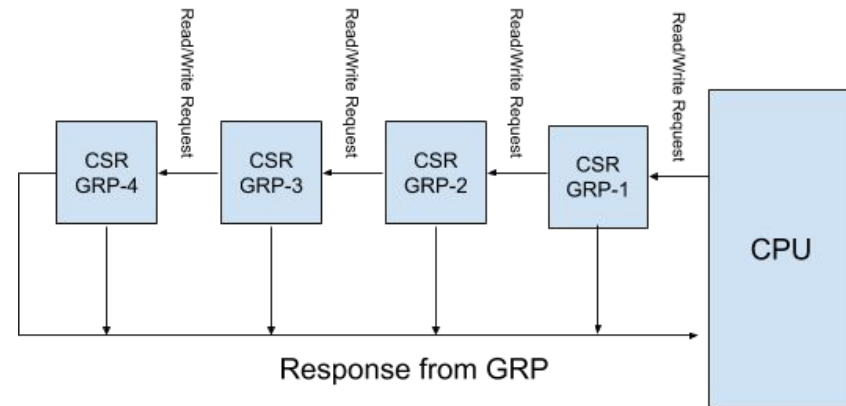 Read/Write Request
Read/Write Request
Read/Write Request
Read/Write Request
CSR
GRP-4
CSR
GRP-3
CSR
GRP-2
CSR
GRP-1
CPU
Response from GRP